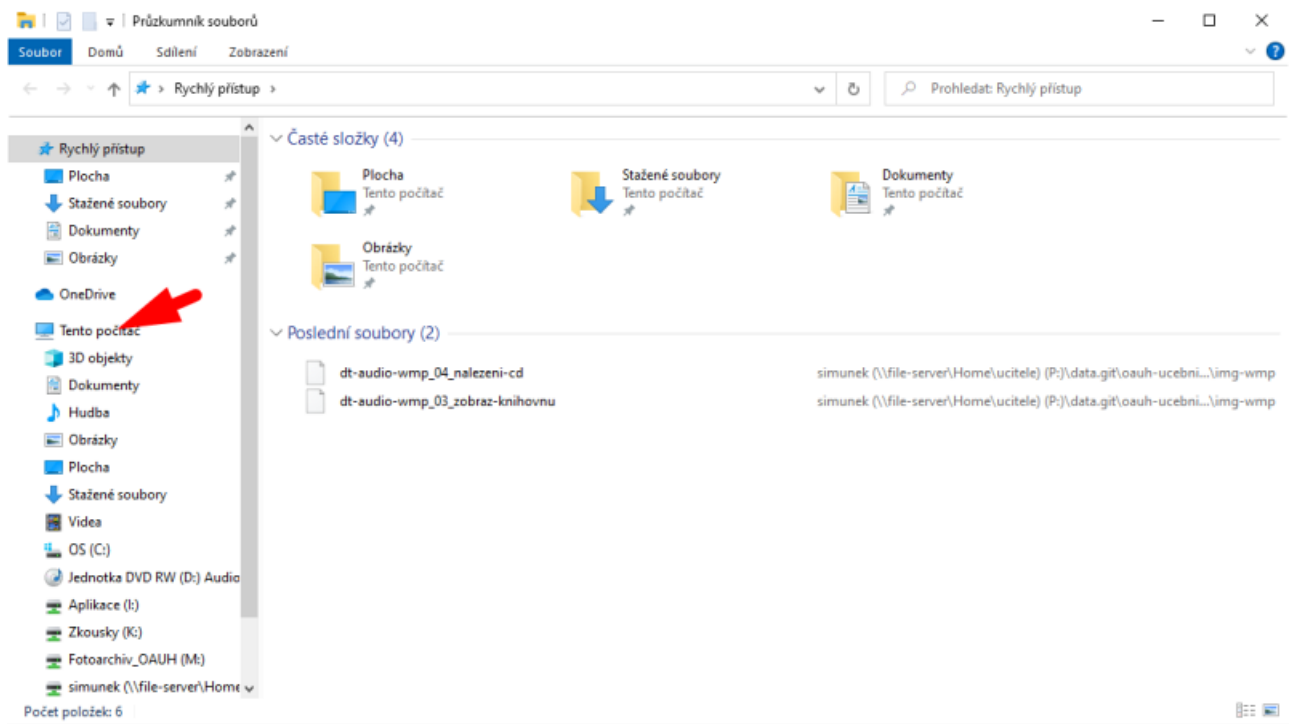 Průzkumník souborů
Soubor Domů Sdílení Zobrazení
Rychlý přístup
Prohledat: Rychlý přístup
Rychlý přístup
Plocha
Stažené soubory
Dokumenty
Obrázky
OneDrive
Tento počítač
3D objekty
Dokumenty
Hudba
Obrázky
Plocha
Stažené soubory
Videa
OS (C:)
Jednotka DVD RW (D:) Audio
Aplikace (I:)
Zkousky (K:)
Fotoarchiv_OAUH (M:)
simunek (\\file-server\Home
Časté složky (4)
Plocha
Tento počítač
Stažené soubory
Tento počítač
Dokumenty
Tento počítač
Obrázky
Tento počítač
Poslední soubory (2)
dt-audio-wmp_04_nalezeni-cd simunek (\\file-server\Home\ucitele) (P:)\data.git\oauh-ucebni...\img-wmp
dt-audio-wmp_03_zobraz-knihovnu simunek (\\file-server\Home\ucitele) (P:)\data.git\oauh-ucebni...\img-wmp
Počet položek: 6